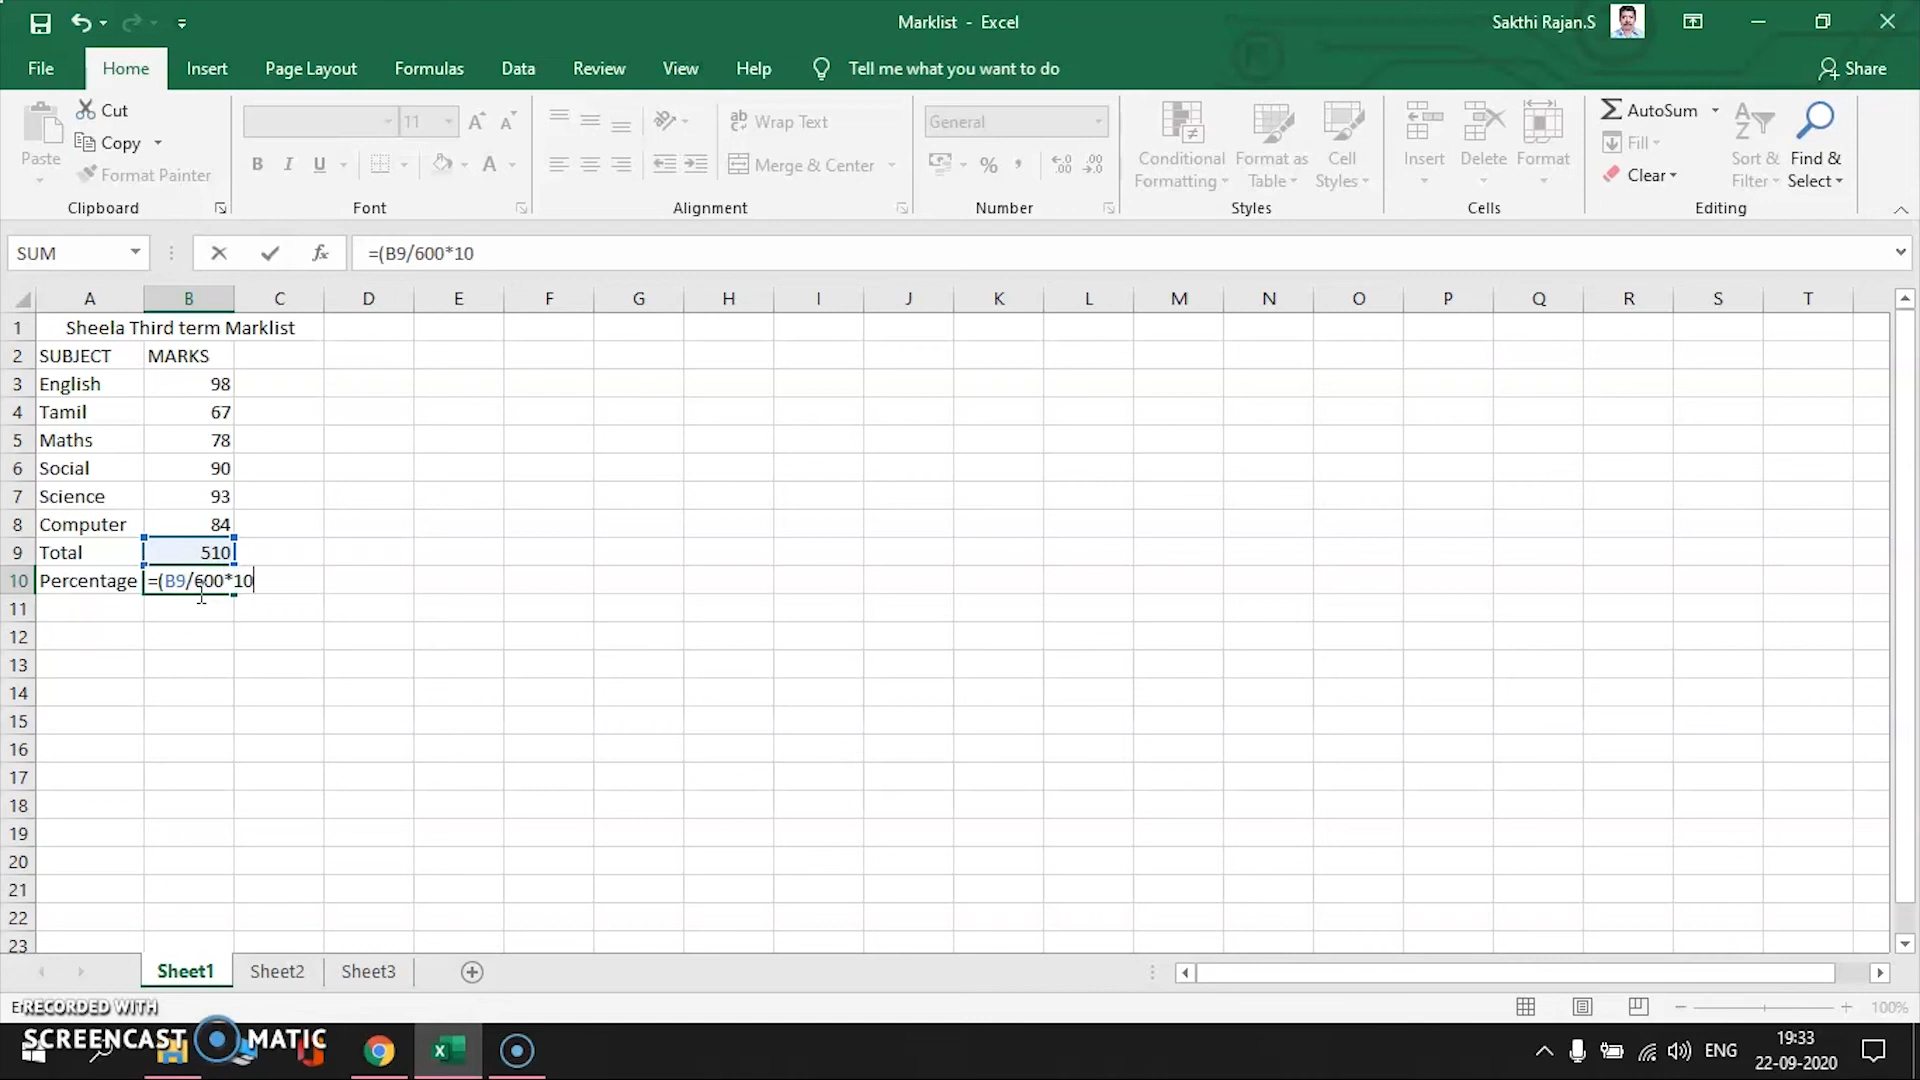 Marklist - Excel
Sakthi Rajan.S
File Home Insert Page Layout Formulas Data Review View Help Tell me what you want to do Share
Paste
Cut
Copy
Format Painter
Clipboard
11
B I U
Font
Wrap Text
Merge & Center
Alignment
General
Number
Conditional Formatting
Format as Table
Cell Styles
Styles
Insert Delete Format
Cells
AutoSum
Fill
Clear
Sort & Filter
Find & Select
Editing
SUM fx =(B9/600*10
A B C D E F G H I J K L M N O P Q R S T
1 Sheela Third term Marklist
2 SUBJECT MARKS
3 English 98
4 Tamil 67
5 Maths 78
6 Social 90
7 Science 93
8 Computer 84
9 Total 510
10 Percentage =(B9/600*10
11
12
13
14
15
16
17
18
19
20
21
22
23
Sheet1 Sheet2 Sheet3
100%
RECORDED WITH
SCREENCAST MATIC
ENG
19:33
22-09-2020